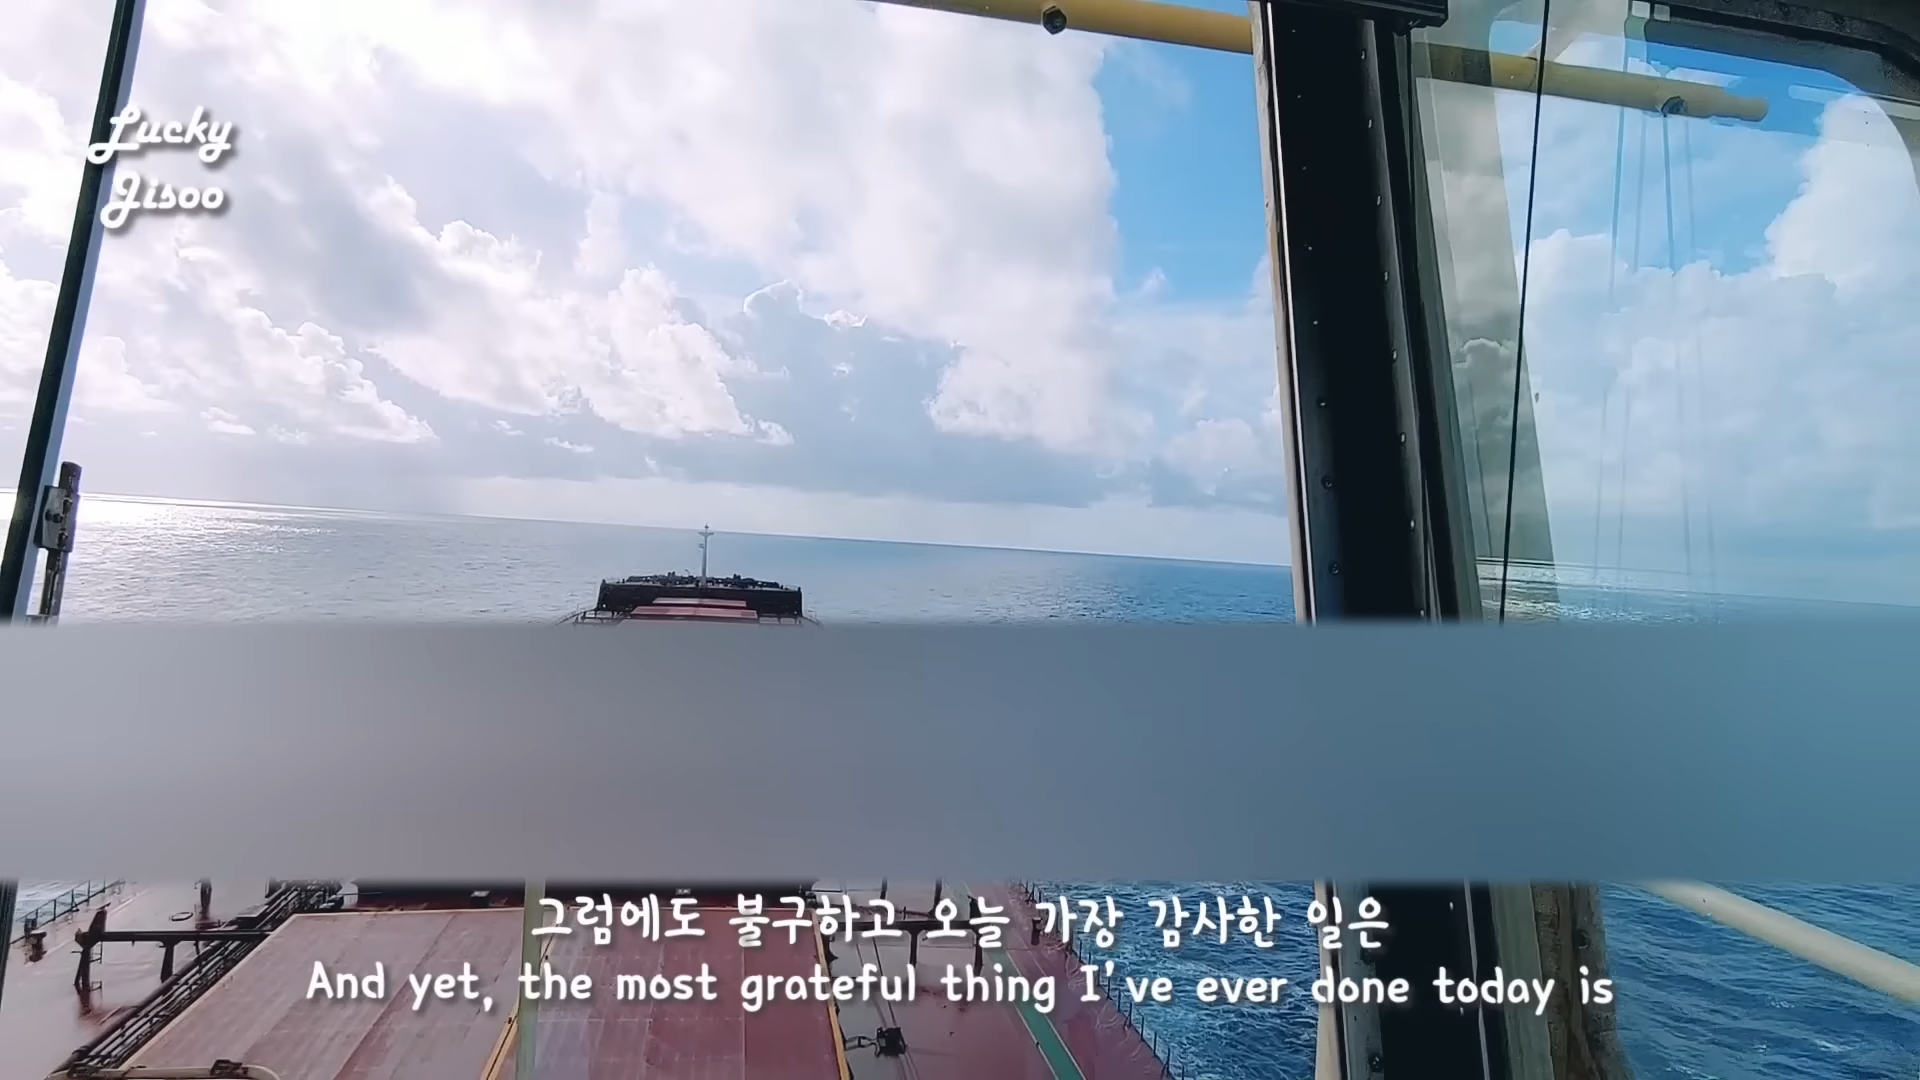 Lucky
Jisoo
그럼에도 불구하고 오늘 가장 감사한 일은
And yet, the most grateful thing I've ever done today is